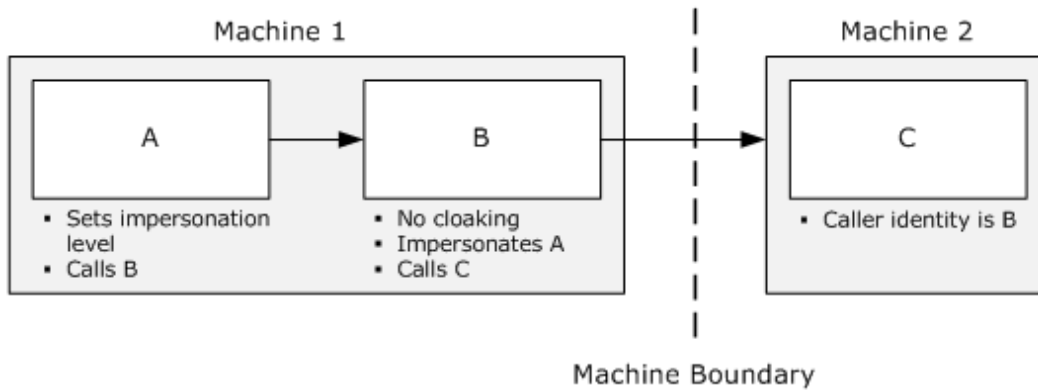 Machine 1
Machine 2
A
B
C
▪ Sets impersonation
level
▪ Calls B
▪ No cloaking
▪ Impersonates A
▪ Calls C
▪ Caller identity is B
Machine Boundary